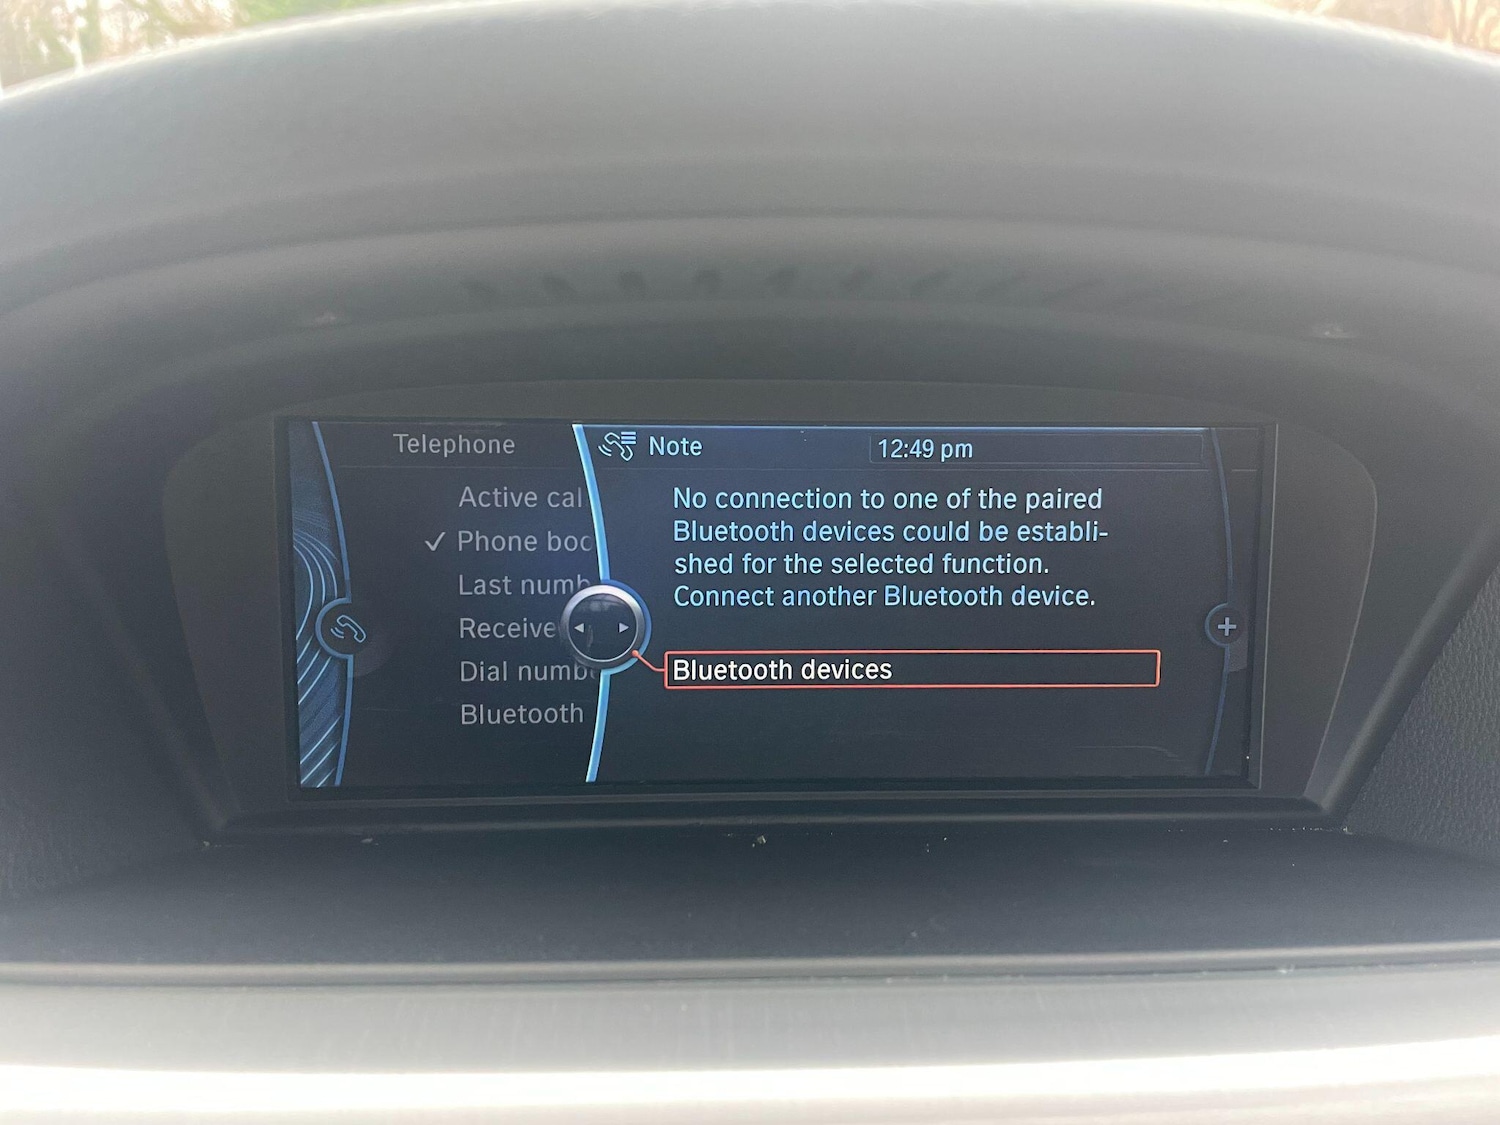 Telephone
Active cal
Phone boo
Last numb
Receive
Dial numb
Bluetooth
Note
12:49 pm
No connection to one of the paired
Bluetooth devices could be establi-
shed for the selected function.
Connect another Bluetooth device.
Bluetooth devices